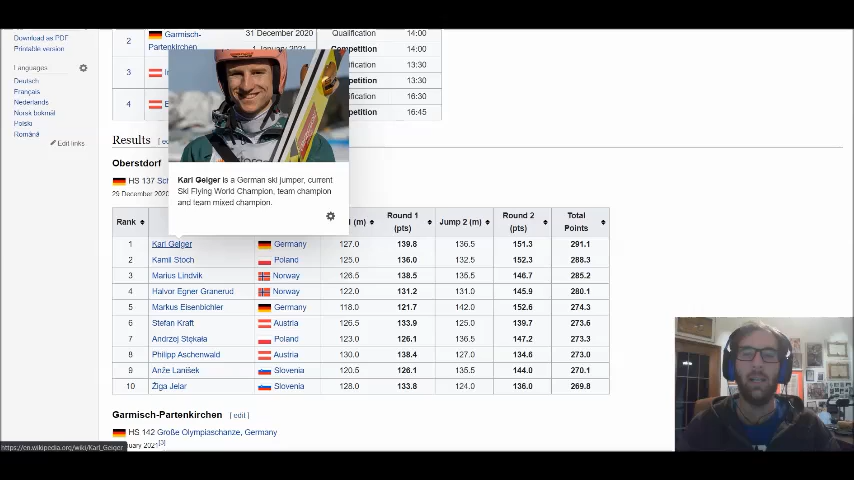 Download as PDF
Printable version
Languages
Deutsch
Français
Nederlands
Norsk bokmål
Polski
Română
Edit links
2 Garmisch-
Partenkirchen 31 December 2020 Qualification 14:00
Competition 14:00
3 13:30
Competition 13:30
4 16:30
Competition 16:45
Results
Oberstdorf
HS 137
29 December 2020
Karl Geiger is a German ski jumper, current
Ski Flying World Champion, team champion
and team mixed champion.
Rank (m) Round 1 (pts) Jump 2 (m) Round 2 (pts) Total Points
1 Karl Geiger Germany 127.0 139.8 136.5 151.3 291.1
2 Kamil Stoch Poland 125.0 136.0 132.5 152.3 288.3
3 Marius Lindvik Norway 126.5 138.5 135.5 146.7 285.2
4 Halvor Egner Granerud Norway 122.0 131.2 131.0 145.9 280.1
5 Markus Eisenbichler Germany 118.0 121.7 142.0 152.6 274.3
6 Stefan Kraft Austria 126.5 133.9 125.0 139.7 273.6
7 Andrzej Stękała Poland 123.0 126.1 136.5 147.2 273.3
8 Philipp Aschenwald Austria 130.0 138.4 127.0 134.6 273.0
9 Anže Lanišek Slovenia 120.5 126.1 135.5 144.0 270.1
10 Žiga Jelar Slovenia 128.0 133.8 124.0 136.0 269.8
Garmisch-Partenkirchen [ edit ]
HS 142 Große Olympiaschanze, Germany
https://en.wikipedia.org/wiki/Karl_Geiger